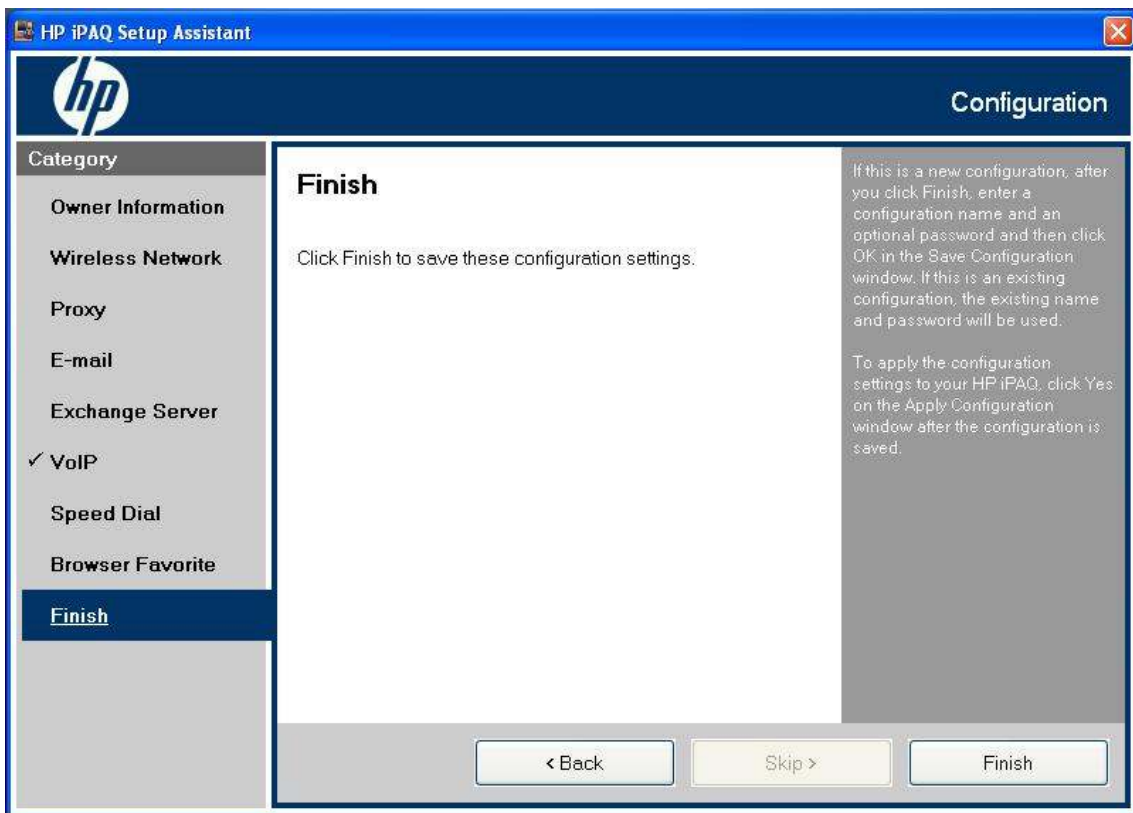 HP iPAQ Setup Assistant
hp
Configuration
Category
Owner Information
Wireless Network
Proxy
E-mail
Exchange Server
✓ VoIP
Speed Dial
Browser Favorite
Finish
Finish
Click Finish to save these configuration settings.
If this is a new configuration, after
you click Finish, enter a
configuration name and an
optional password and then click
OK in the Save Configuration
window. If this is an existing
configuration, the existing name
and password will be used.
To apply the configuration
settings to your HP iPAQ, click Yes
on the Apply Configuration
window after the configuration is
saved.
< Back
Skip >
Finish